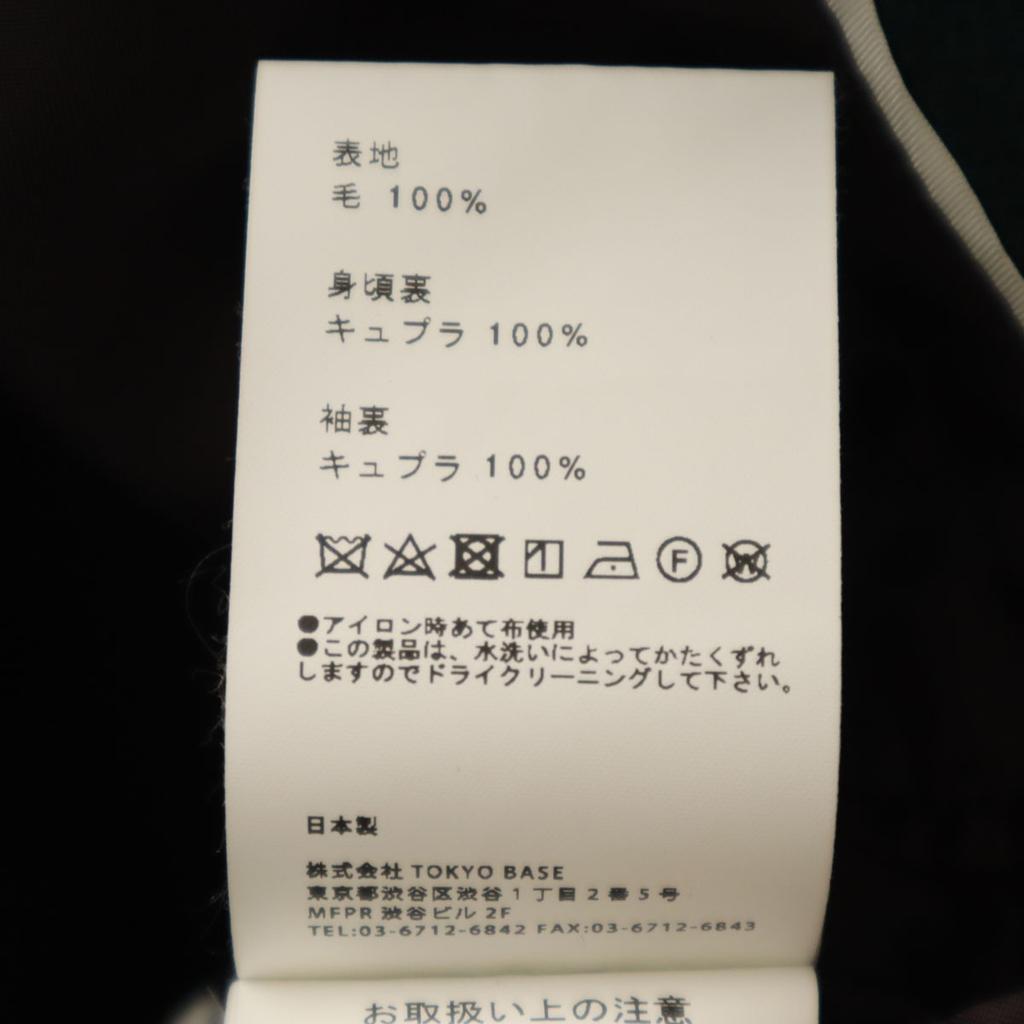 表地
毛 100%
身頃裏
キュプラ 100%
袖裏
キュプラ 100%
F W
●アイロン時あて布使用
●この製品は、水洗いによってかたくずれ
しますのでドライクリーニングして下さい。
日本製
株式会社 TOKYO BASE
東京都渋谷区渋谷1丁目2番5号
MFPR 渋谷ビル 2F
TEL:03-6712-6842 FAX:03-6712-6843
お取扱い上の注意